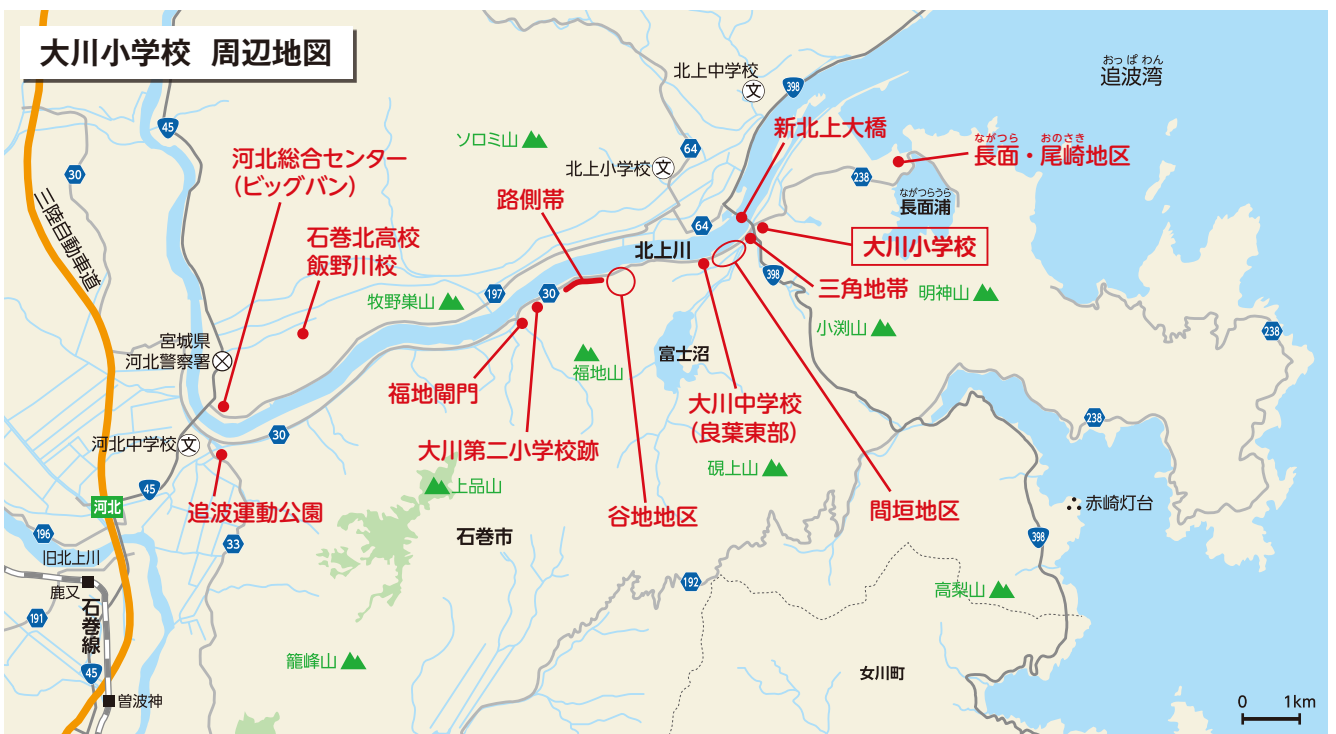 大川小学校 周辺地図
おっぱわん
追波湾
北上中学校
文
398
45
ソロミ山
新北上大橋
ながつら おのさき
長面・尾崎地区
64
河北総合センター
(ビッグバン)
北上小学校
文
30
238
ながつらうら
長面浦
三陸自動車道
路側帯
64
石巻北高校
飯野川校
北上川
大川小学校
398
三角地帯
明神山
牧野巣山
197
30
小渕山
238
宮城県
河北警察署
富士沼
福地山
福地閘門
大川中学校
(良葉東部)
238
河北中学校
文
30
大川第二小学校跡
硯上山
45
上品山
河北
追波運動公園
谷地地区
間垣地区
赤崎灯台
石巻市
196
33
398
旧北上川
鹿又
192
高梨山
191
石巻線
籠峰山
45
女川町
曽波神
0 1km